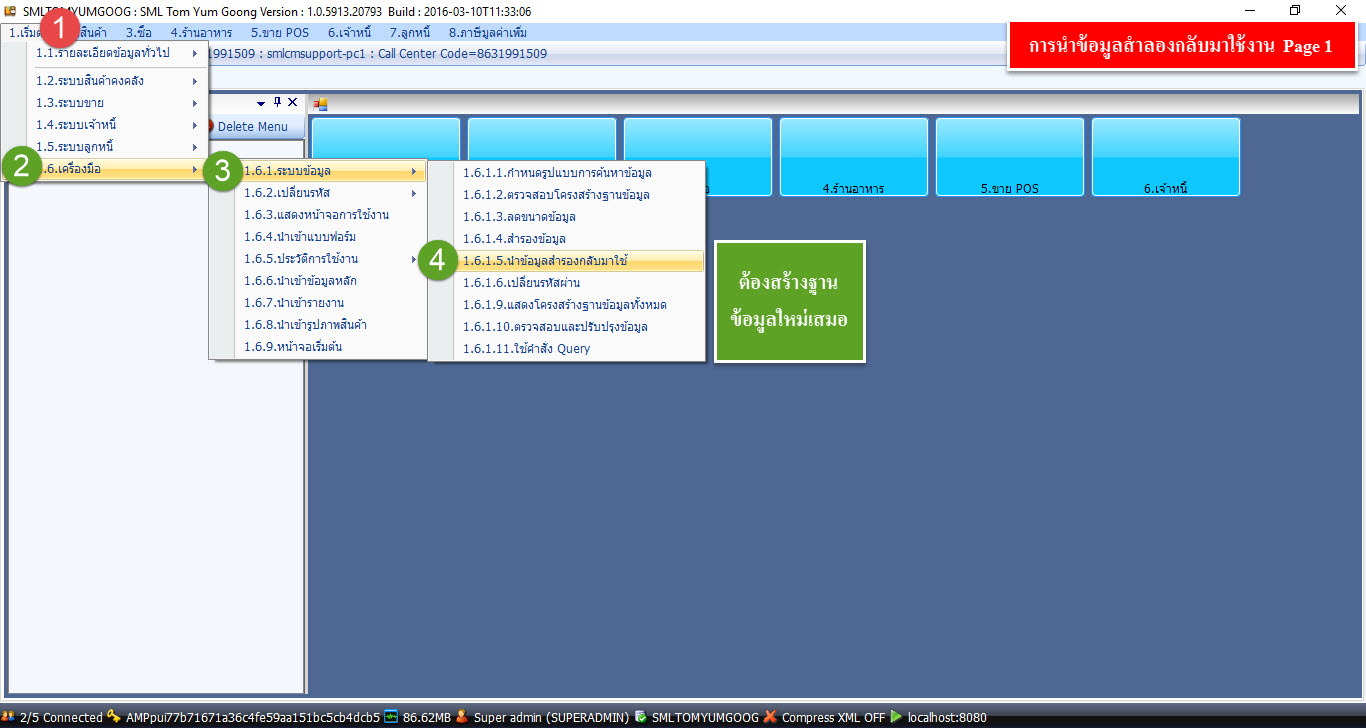 SMLTOMYUMGOOG : SML Tom Yum Goong Version : 1.0.5913.20793 Build : 2016-03-10T11:33:06
1
1.เริ่มต สินค้า 3.ซื้อ 4.ร้านอาหาร 5.ขาย POS 6.เจ้าหนี้ 7.ลูกหนี้ 8.ภาษีมูลค่าเพิ่ม
1991509 : smlcmsupport-pc1 : Call Center Code=8631991509
การนำข้อมูลสำลองกลับมาใช้งาน Page 1
1.1.รายละเอียดข้อมูลทั่วไป
1.2.ระบบสินค้าคงคลัง
1.3.ระบบขาย
1.4.ระบบเจ้าหนี้
1.5.ระบบลูกหนี้
2
.6.เครื่องมือ
Delete Menu
3
1.6.1.ระบบข้อมูล
1.6.2.เปลี่ยนรหัส
1.6.3.แสดงหน้าจอการใช้งาน
1.6.4.นำเข้าแบบฟอร์ม
1.6.5.ประวัติการใช้งาน
1.6.6.นำเข้าข้อมูลหลัก
1.6.7.นำเข้ารายงาน
1.6.8.นำเข้ารูปภาพสินค้า
1.6.9.หน้าจอเริ่มต้น
1.6.1.1.กำหนดรูปแบบการค้นหาข้อมูล
1.6.1.2.ตรวจสอบโครงสร้างฐานข้อมูล
1.6.1.3.ลดขนาดข้อมูล
1.6.1.4.สำรองข้อมูล
4
1.6.1.5.นำข้อมูลสำรองกลับมาใช้
1.6.1.6.เปลี่ยนรหัสผ่าน
1.6.1.9.แสดงโครงสร้างฐานข้อมูลทั้งหมด
1.6.1.10.ตรวจสอบและปรับปรุงข้อมูล
1.6.1.11.ใช้คำสั่ง Query
4.ร้านอาหาร
5.ขาย POS
6.เจ้าหนี้
ต้องสร้างฐาน
ข้อมูลใหม่เสมอ
2/5 Connected AMPpui77b71671a36c4fe59aa151bc5cb4dcb5 86.62MB Super admin (SUPERADMIN) SMLTOMYUMGOOG Compress XML OFF localhost:8080